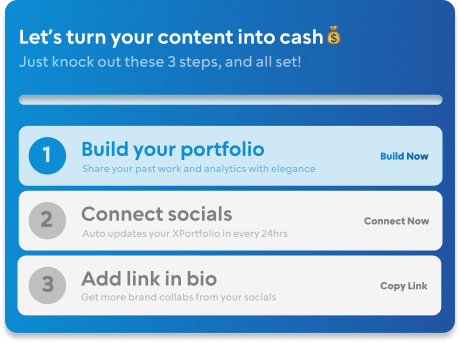 Let's turn your content into cash💰
Just knock out these 3 steps, and all set!
1
Build your portfolio
Share your past work and analytics with elegance
Build Now
2
Connect socials
Auto updates your XPortfolio in every 24hrs
Connect Now
3
Add link in bio
Get more brand collabs from your socials
Copy Link